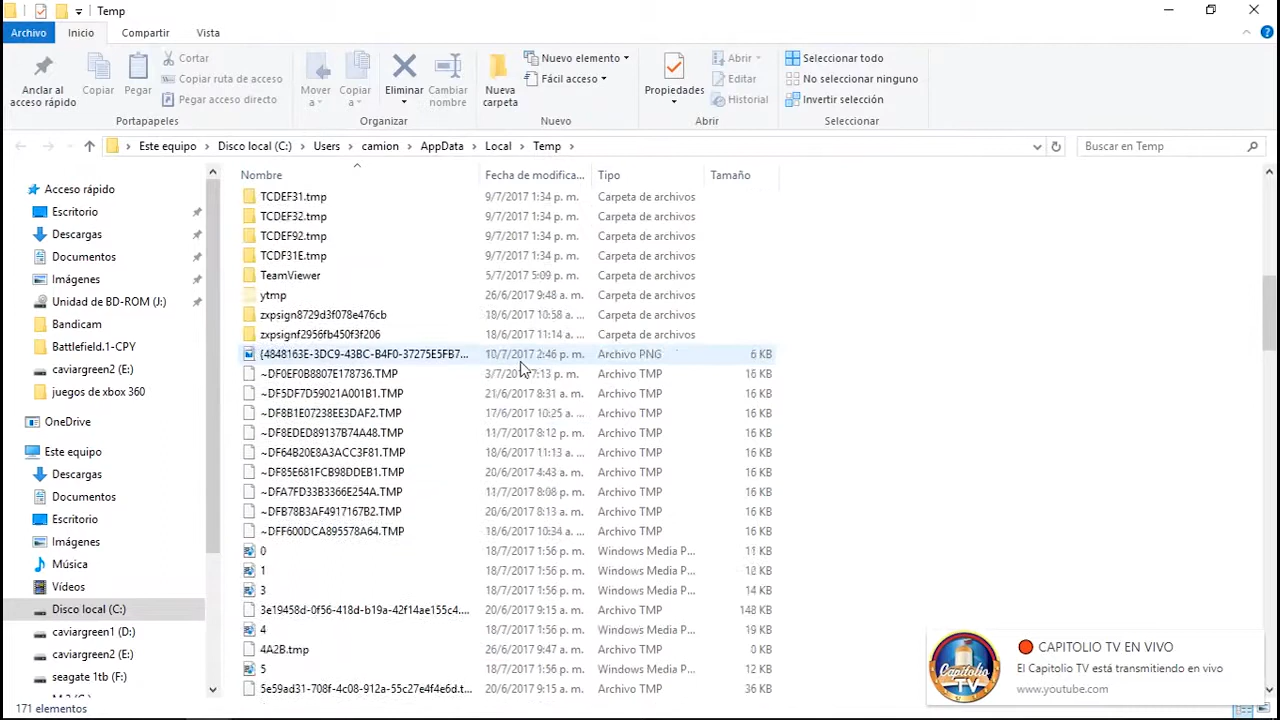 Temp
Archivo Inicio Compartir Vista
Anclar al acceso rápido
Copiar
Pegar
Cortar
Copiar ruta de acceso
Pegar acceso directo
Portapapeles
Mover a
Copiar a
Eliminar
Cambiar nombre
Organizar
Nueva carpeta
Nuevo elemento
Fácil acceso
Nuevo
Propiedades
Abrir
Editar
Historial
Abrir
Seleccionar todo
No seleccionar ninguno
Invertir selección
Seleccionar
Este equipo > Disco local (C:) > Users > camion > AppData > Local > Temp >
Buscar en Temp
Acceso rápido
Escritorio
Descargas
Documentos
Imágenes
Unidad de BD-ROM (J:)
Bandicam
Battlefield.1-CPY
caviargreen2 (E:)
juegos de xbox 360
OneDrive
Este equipo
Descargas
Documentos
Escritorio
Imágenes
Música
Vídeos
Disco local (C:)
caviargreen1 (D:)
caviargreen2 (E:)
seagate 1tb (F:)
Nombre Fecha de modifica... Tipo Tamaño
TCDEF31.tmp 9/7/2017 1:34 p. m. Carpeta de archivos
TCDEF32.tmp 9/7/2017 1:34 p. m. Carpeta de archivos
TCDEF92.tmp 9/7/2017 1:34 p. m. Carpeta de archivos
TCDF31E.tmp 9/7/2017 1:34 p. m. Carpeta de archivos
TeamViewer 5/7/2017 5:09 p. m. Carpeta de archivos
ytmp 26/6/2017 9:48 a. m. Carpeta de archivos
zxpsign8729d3f078e476cb 18/6/2017 10:58 a. ... Carpeta de archivos
zxpsignf2956fb450f3f206 18/6/2017 11:14 a. ... Carpeta de archivos
{4848163E-3DC9-43BC-B4F0-37275E5FB7... 10/7/2017 2:46 p. m. Archivo PNG 6 KB
~DF0EF0B8807E178736.TMP 3/7/2017 7:13 p. m. Archivo TMP 16 KB
~DF5DF7D59021A001B1.TMP 21/6/2017 8:31 a. m. Archivo TMP 16 KB
~DF8B1E07238EE3DAF2.TMP 17/6/2017 10:25 a. ... Archivo TMP 16 KB
~DF8EDED89137B74A48.TMP 11/7/2017 8:12 p. m. Archivo TMP 16 KB
~DF64B20E8A3ACC3F81.TMP 18/6/2017 11:13 a. ... Archivo TMP 16 KB
~DF85E681FCB98DDEB1.TMP 20/6/2017 4:43 a. m. Archivo TMP 16 KB
~DFA7FD33B3366E254A.TMP 11/7/2017 8:08 p. m. Archivo TMP 16 KB
~DFB78B3AF4917167B2.TMP 20/6/2017 8:13 a. m. Archivo TMP 16 KB
~DFF600DCA895578A64.TMP 18/6/2017 10:34 a. ... Archivo TMP 16 KB
0 18/7/2017 1:56 p. m. Windows Media P... 11 KB
1 18/7/2017 1:56 p. m. Windows Media P... 12 KB
3 18/7/2017 1:56 p. m. Windows Media P... 14 KB
3e19458d-0f56-418d-b19a-42f14ae155c4.... 20/6/2017 9:15 a. m. Archivo TMP 148 KB
4 18/7/2017 1:56 p. m. Windows Media P... 19 KB
4A2B.tmp 26/6/2017 9:47 a. m. Archivo TMP 0 KB
5 18/7/2017 1:56 p. m. Windows Media P... 12 KB
5e59ad31-708f-4c08-912a-55c27e4f4e6d.t... 20/6/2017 9:15 a. m. Archivo TMP 36 KB
Capitolio TV
CAPITOLIO TV EN VIVO
El Capitolio TV está transmitiendo en vivo
www.youtube.com
171 elementos